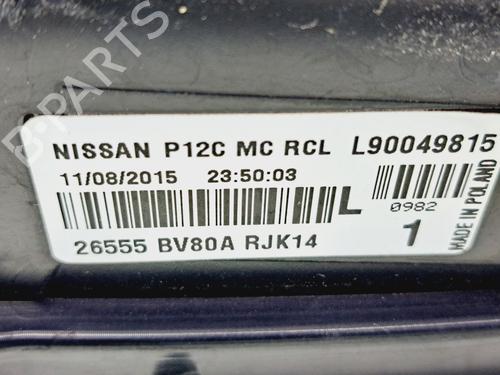 B-PARTS
NISSAN P12C MC RCL L90049815
11/08/2015 23:50:03
L
0982
26555 BV80A RJK14
1
MADE IN POLAND